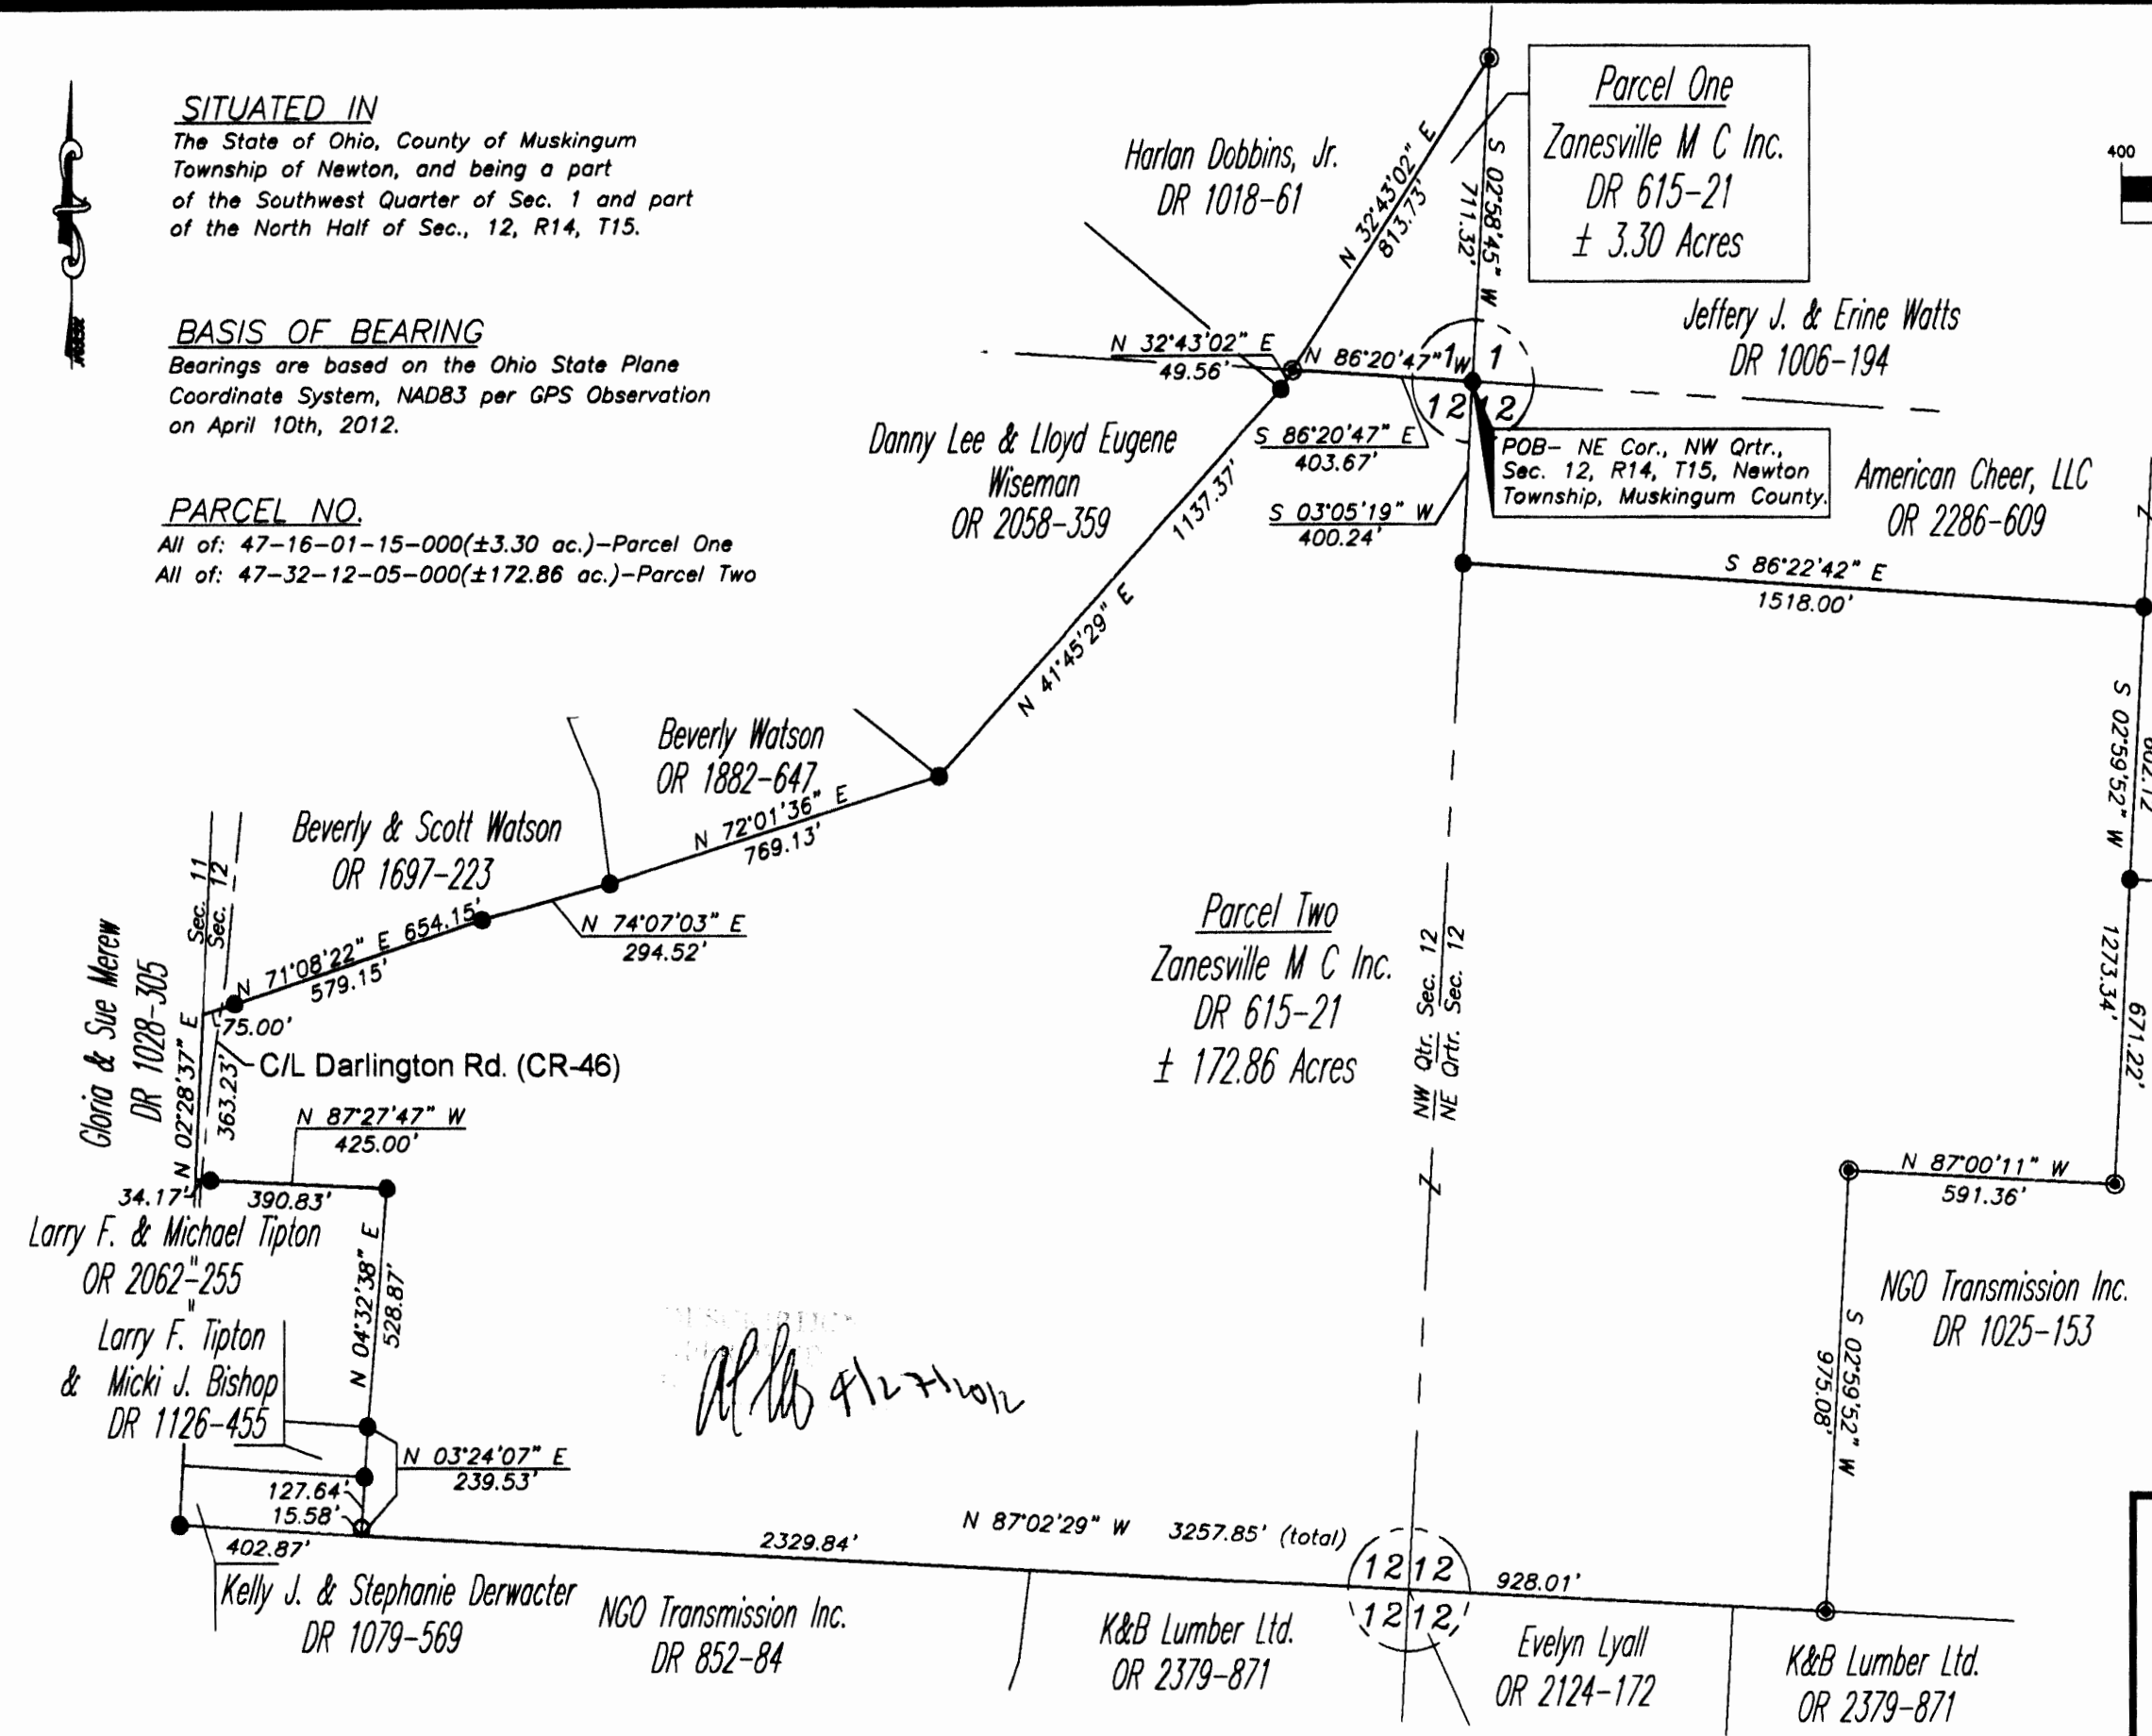 SITUATED IN
The State of Ohio, County of Muskingum
Township of Newton, and being a part
of the Southwest Quarter of Sec. 1 and part
of the North Half of Sec., 12, R14, T15.
BASIS OF BEARING
Bearings are based on the Ohio State Plane
Coordinate System, NAD83 per GPS Observation
on April 10th, 2012.
PARCEL NO.
All of: 47-16-01-15-000(±3.30 ac.)-Parcel One
All of: 47-32-12-05-000(±172.86 ac.)-Parcel Two
Harlan Dobbins, Jr.
DR 1018-61
N 32°43'02" E
813.73'
S 02°58'45" W
711.32'
Parcel One
Zanesville M C Inc.
DR 615-21
± 3.30 Acres
400
Jeffery J. & Erine Watts
DR 1006-194
N 32°43'02" E
49.56'
N 86°20'47" W
1 1
12 12
S 86°20'47" E
403.67'
S 03°05'19" W
400.24'
POB- NE Cor., NW Qrtr.,
Sec. 12, R14, T15, Newton
Township, Muskingum County.
American Cheer, LLC
OR 2286-609
Danny Lee & Lloyd Eugene
Wiseman
OR 2058-359
1137.37'
N 41°45'29" E
S 86°22'42" E
1518.00'
S 02°59'52" W
1273.34'
671.22'
Beverly Watson
OR 1882-647
N 72°01'36" E
769.13'
Beverly & Scott Watson
OR 1697-223
N 74°07'03" E
294.52'
Sec. 11
Sec. 12
N 71°08'22" E 654.15'
579.15'
75.00'
Gloria & Sue Merew
DR 1028-305
N 02°28'37" E
363.23'
C/L Darlington Rd. (CR-46)
N 87°27'47" W
425.00'
34.17'
390.83'
Parcel Two
Zanesville M C Inc.
DR 615-21
± 172.86 Acres
NW Qtr. Sec. 12
NE Qrtr. Sec. 12
N 87°00'11" W
591.36'
Larry F. & Michael Tipton
OR 2062-255
N 04°32'38" E
528.87'
Larry F. Tipton
& Micki J. Bishop
DR 1126-455
N 03°24'07" E
239.53'
127.64'
15.58'
4/27/2012
NGO Transmission Inc.
DR 1025-153
S 02°59'52" W
975.08'
402.87'
2329.84'
N 87°02'29" W 3257.85' (total)
12 12
12 12
928.01'
Kelly J. & Stephanie Derwacter
DR 1079-569
NGO Transmission Inc.
DR 852-84
K&B Lumber Ltd.
OR 2379-871
Evelyn Lyall
OR 2124-172
K&B Lumber Ltd.
OR 2379-871